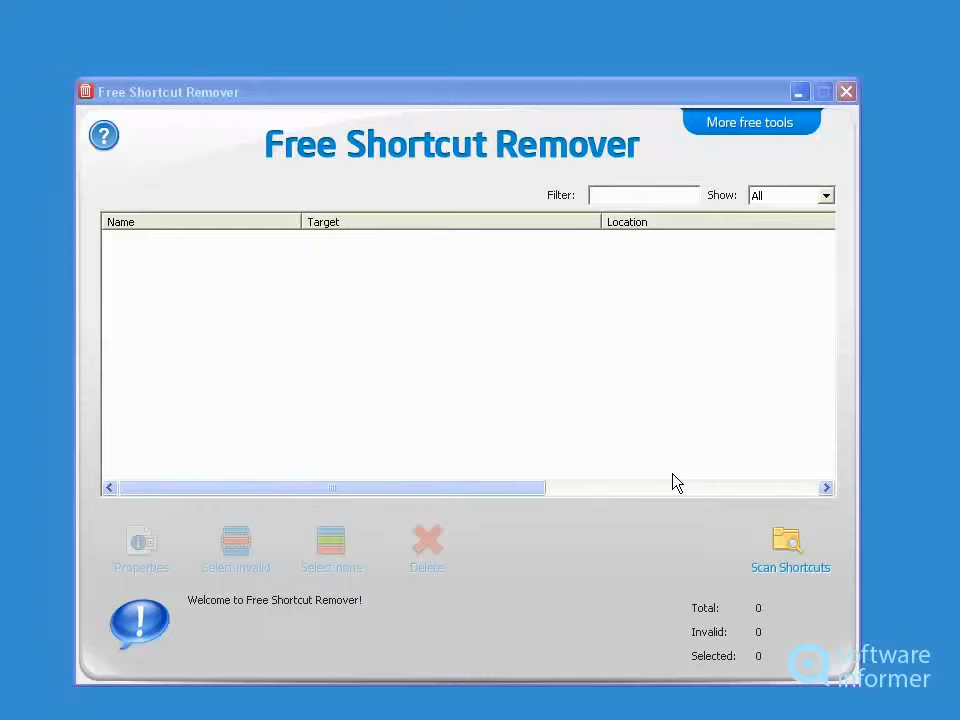 Free Shortcut Remover
?
More free tools
Free Shortcut Remover
Filter: Show: All
Name Target Location
Properties Select invalid Select none Delete Scan Shortcuts
Welcome to Free Shortcut Remover!
Total: 0
Invalid: 0
Selected: 0
software
informer